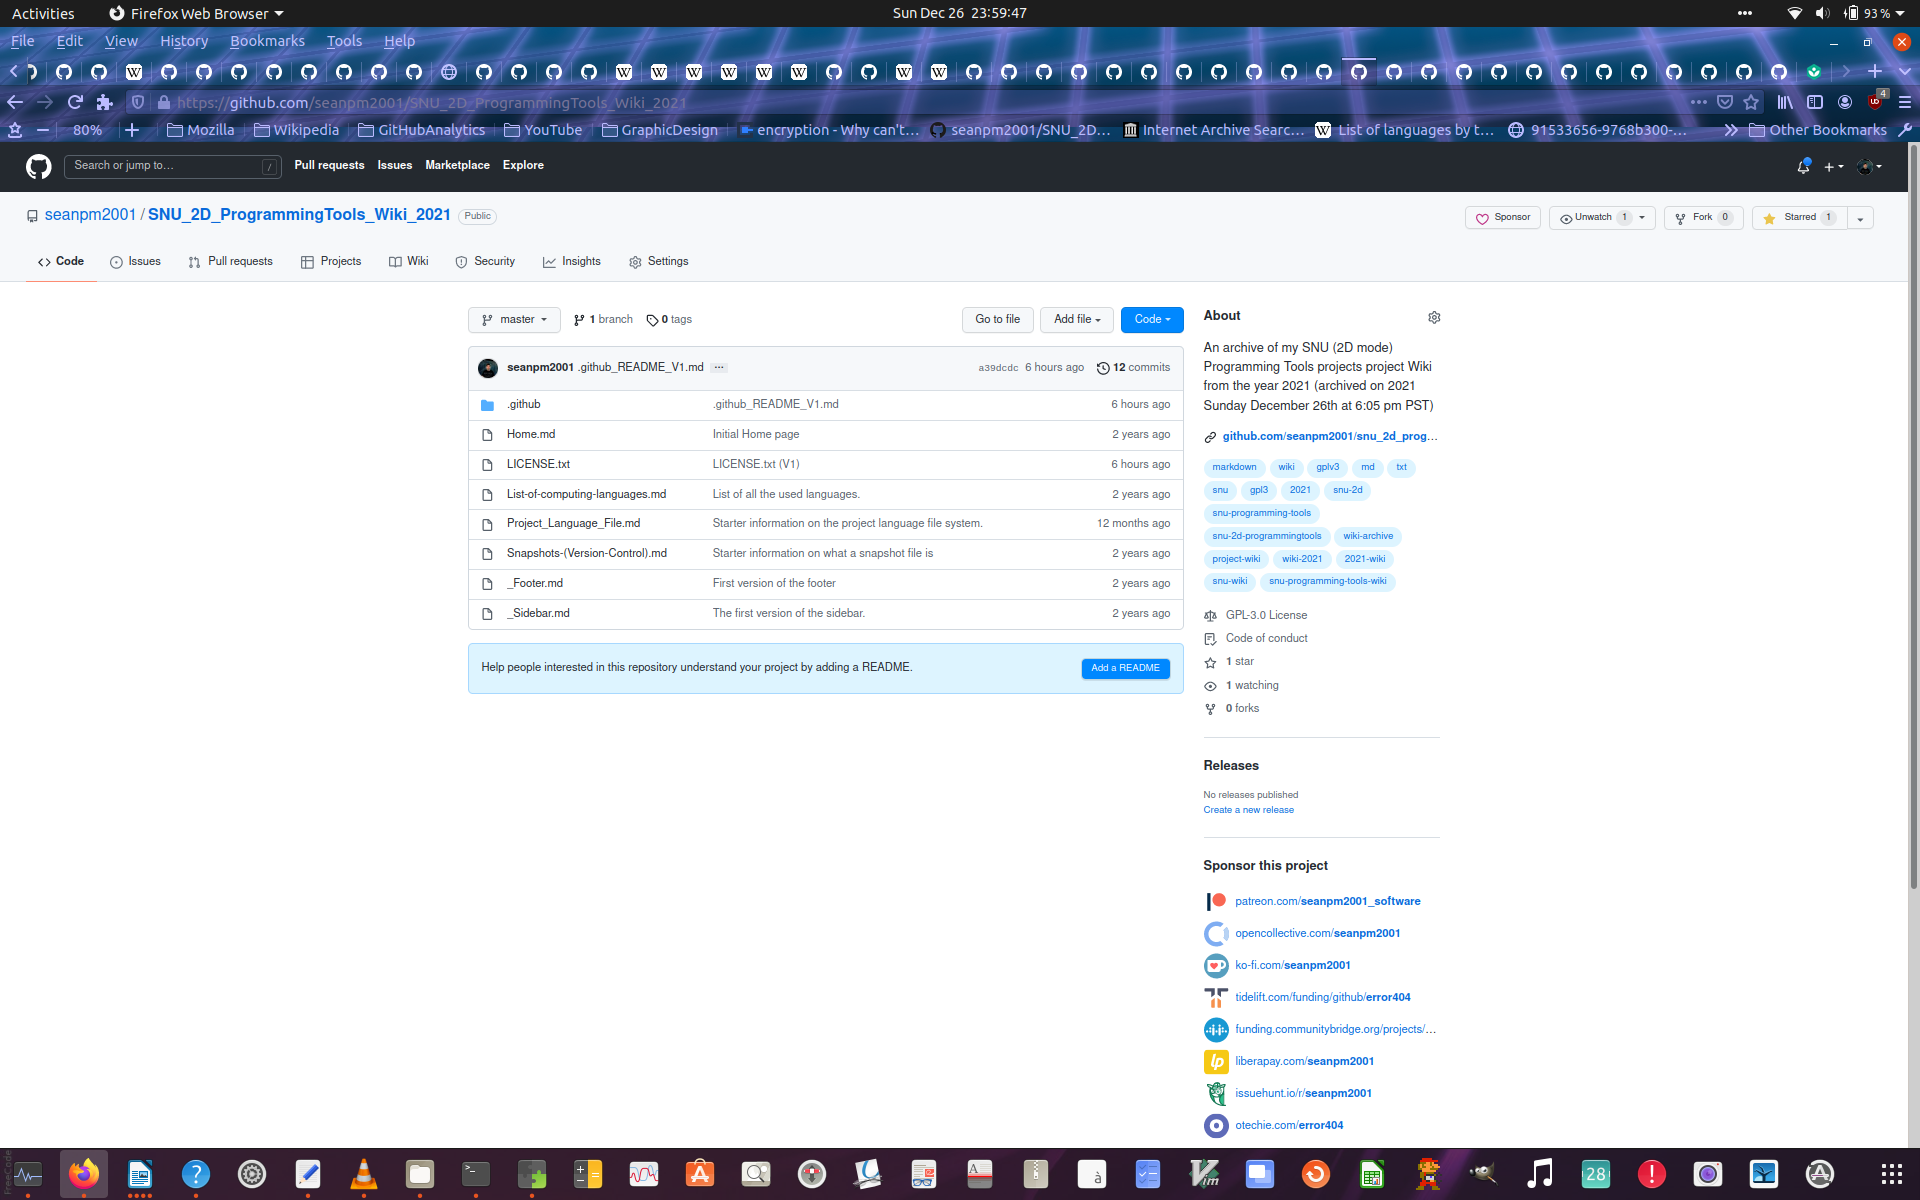 Activities Firefox Web Browser Sun Dec 26 23:59:47 93 %
File Edit View History Bookmarks Tools Help
https://github.com/seanpm2001/SNU_2D_ProgrammingTools_Wiki_2021 4
80% Mozilla Wikipedia GitHubAnalytics YouTube GraphicDesign encryption - Why can't… seanpm2001/SNU_2D… Internet Archive Searc… List of languages by t… 91533656-9768b300-… Other Bookmarks
Search or jump to… / Pull requests Issues Marketplace Explore
seanpm2001 / SNU_2D_ProgrammingTools_Wiki_2021 Public Sponsor Unwatch 1 Fork 0 Starred 1
Code Issues Pull requests Projects Wiki Security Insights Settings
master 1 branch 0 tags Go to file Add file Code
seanpm2001 .github_README_V1.md … a39dcdc 6 hours ago 12 commits
.github .github_README_V1.md 6 hours ago
Home.md Initial Home page 2 years ago
LICENSE.txt LICENSE.txt (V1) 6 hours ago
List-of-computing-languages.md List of all the used languages. 2 years ago
Project_Language_File.md Starter information on the project language file system. 12 months ago
Snapshots-(Version-Control).md Starter information on what a snapshot file is 2 years ago
_Footer.md First version of the footer 2 years ago
_Sidebar.md The first version of the sidebar. 2 years ago
Help people interested in this repository understand your project by adding a README. Add a README
About
An archive of my SNU (2D mode)
Programming Tools projects project Wiki
from the year 2021 (archived on 2021
Sunday December 26th at 6:05 pm PST)
github.com/seanpm2001/snu_2d_prog…
markdown wiki gplv3 md txt
snu gpl3 2021 snu-2d
snu-programming-tools
snu-2d-programmingtools wiki-archive
project-wiki wiki-2021 2021-wiki
snu-wiki snu-programming-tools-wiki
GPL-3.0 License
Code of conduct
1 star
1 watching
0 forks
Releases
No releases published
Create a new release
Sponsor this project
patreon.com/seanpm2001_software
opencollective.com/seanpm2001
ko-fi.com/seanpm2001
tidelift.com/funding/github/error404
funding.communitybridge.org/projects/…
liberapay.com/seanpm2001
issuehunt.io/r/seanpm2001
otechie.com/error404
28